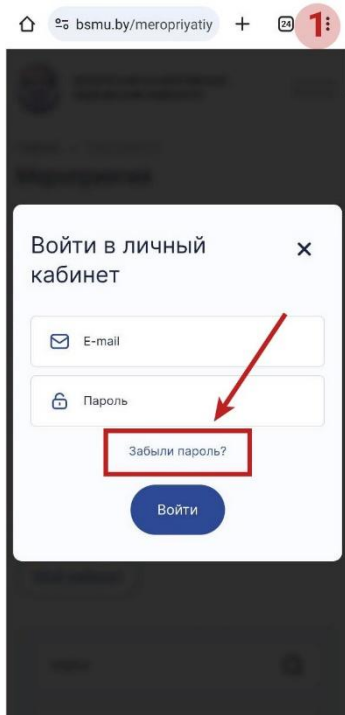 bsmu.by/meropriyatiy
24
1
Войти в личный
кабинет
E-mail
Пароль
Забыли пароль?
Войти